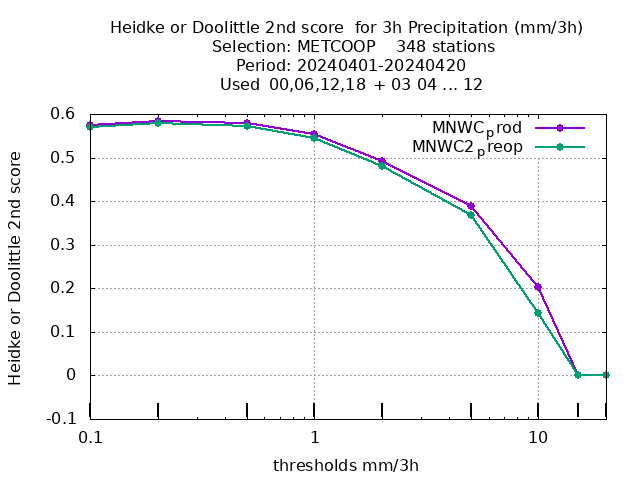 Heidke or Doolittle 2nd score  for 3h Precipitation (mm/3h)
Selection: METCOOP    348 stations
Period: 20240401-20240420
Used  00,06,12,18  + 03 04 ... 12
MNWCprod
MNWC2preop
Heidke or Doolittle 2nd score
0.6
0.5
0.4
0.3
0.2
0.1
0
-0.1
0.1 1 10
thresholds mm/3h